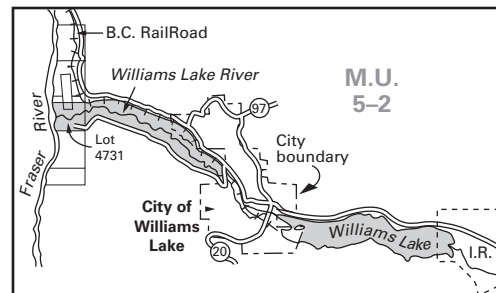 B.C. RailRoad
Williams Lake River
M.U.
5–2
97
City
boundary
Lot
4731
Fraser River
City of
Williams
Lake
20
Williams Lake
I.R.